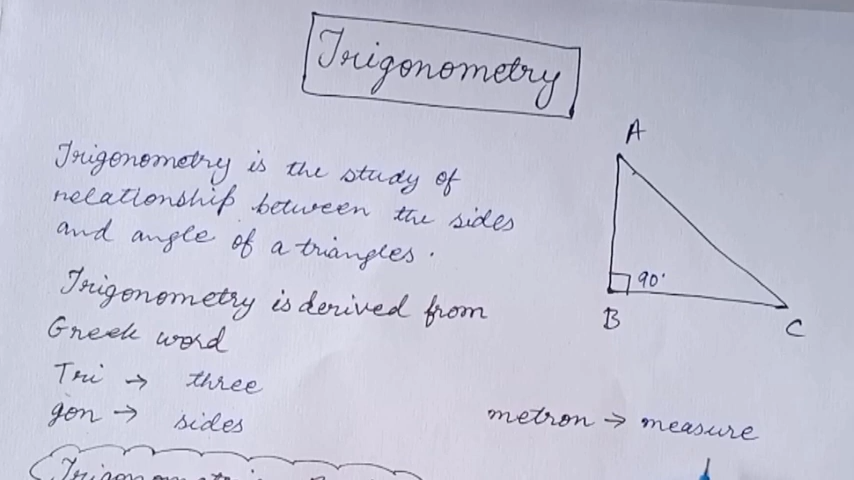 Trigonometry
Trigonometry is the study of
relationship between the sides
and angle of a triangles.
Trigonometry is derived from
Greek word
Tri → three
gon → sides
metron → measure
A
90°
B
C